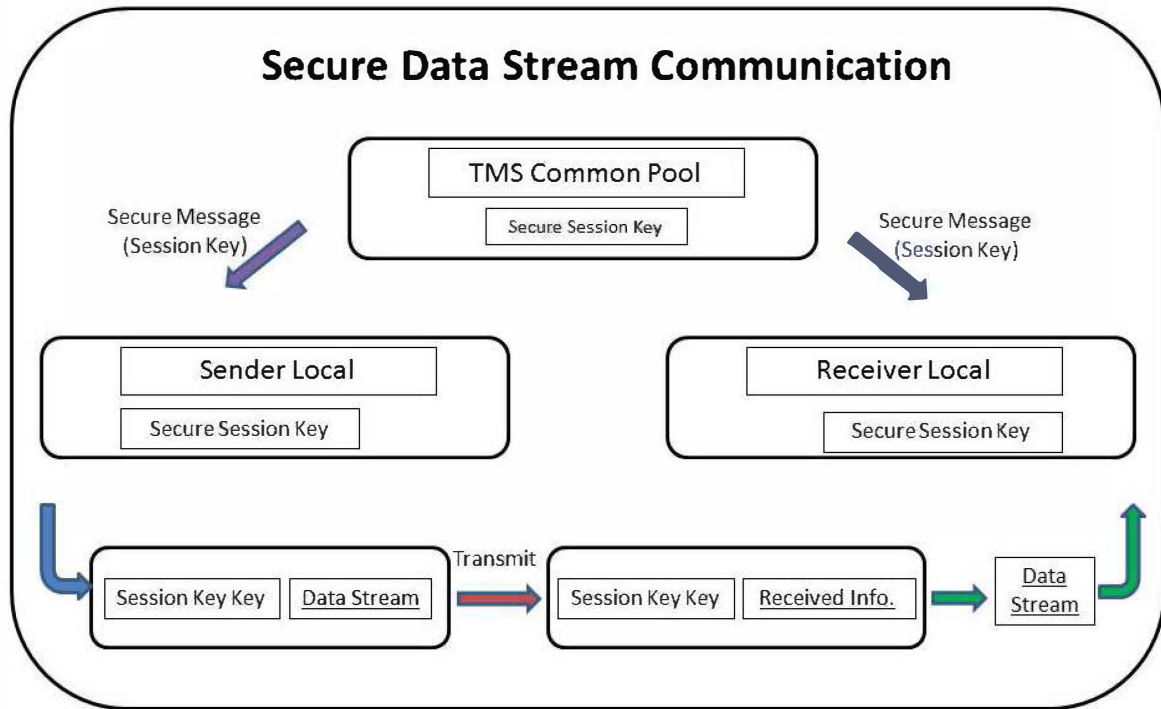 Secure Data Stream Communication
TMS Common Pool
Secure Session Key
Secure Message
(Session Key)
Secure Message
(Session Key)
Sender Local
Secure Session Key
Receiver Local
Secure Session Key
Session Key Key
Data Stream
Transmit
Session Key Key
Received Info.
Data
Stream